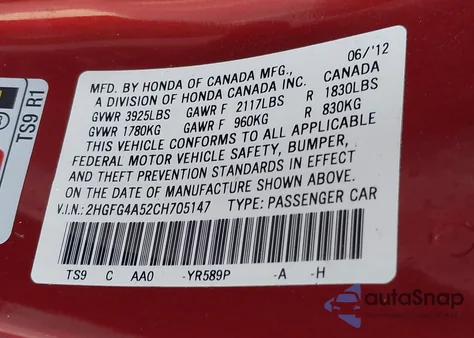 06/'12
MFD. BY HONDA OF CANADA MFG.,
A DIVISION OF HONDA CANADA INC. CANADA
GVWR 3925LBS GAWR F 2117LBS R 1830LBS
GVWR 1780KG GAWR F 960KG R 830KG
THIS VEHICLE CONFORMS TO ALL APPLICABLE
FEDERAL MOTOR VEHICLE SAFETY, BUMPER,
AND THEFT PREVENTION STANDARDS IN EFFECT
ON THE DATE OF MANUFACTURE SHOWN ABOVE.
V.I.N.: 2HGFG4A52CH705147 TYPE: PASSENGER CAR
TS9 C AA0 -YR589P -A -H
TS9 R1
autoSnap